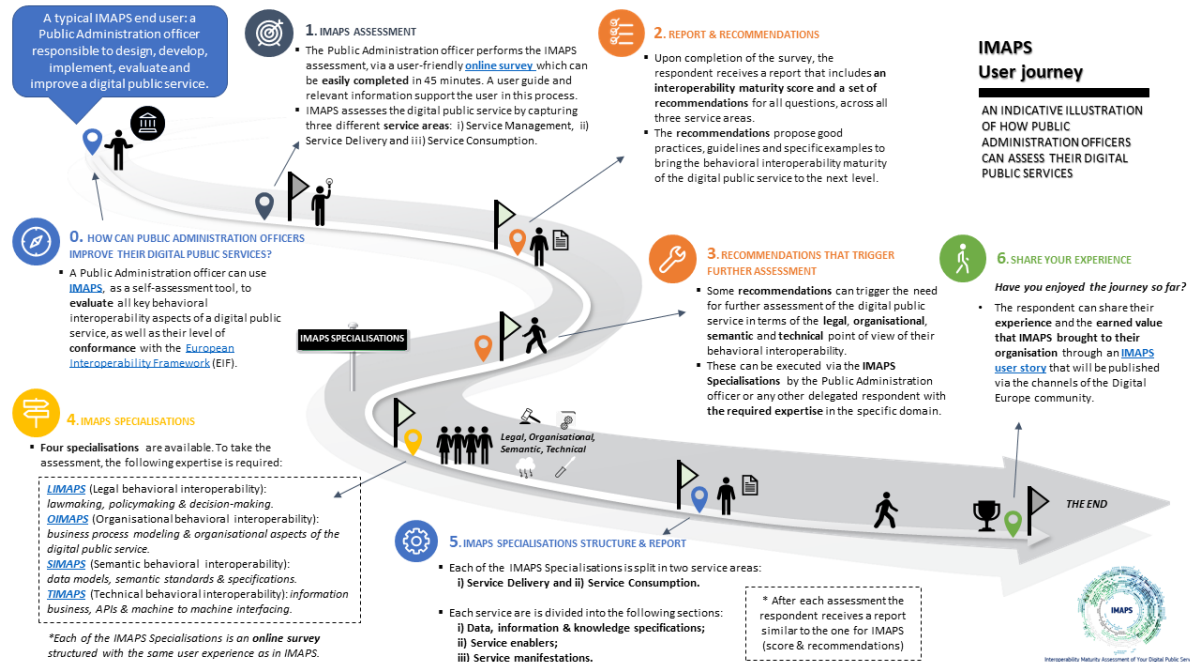 A typical IMAPS end user: a
Public Administration officer
responsible to design, develop,
implement, evaluate and
improve a digital public service.
1. IMAPS ASSESSMENT
▪ The Public Administration officer performs the IMAPS
assessment, via a user-friendly online survey which can
be easily completed in 45 minutes. A user guide and
relevant information support the user in this process.
▪ IMAPS assesses the digital public service by capturing
three different service areas: i) Service Management, ii)
Service Delivery and iii) Service Consumption.
2. REPORT & RECOMMENDATIONS
▪ Upon completion of the survey, the
respondent receives a report that includes an
interoperability maturity score and a set of
recommendations for all questions, across all
three service areas.
▪ The recommendations propose good
practices, guidelines and specific examples to
bring the behavioral interoperability maturity
of the digital public service to the next level.
IMAPS
User journey
AN INDICATIVE ILLUSTRATION
OF HOW PUBLIC
ADMINISTRATION OFFICERS
CAN ASSESS THEIR DIGITAL
PUBLIC SERVICES
0. HOW CAN PUBLIC ADMINISTRATION OFFICERS
IMPROVE THEIR DIGITAL PUBLIC SERVICES?
▪ A Public Administration officer can use
IMAPS, as a self-assessment tool, to
evaluate all key behavioral
interoperability aspects of a digital public
service, as well as their level of
conformance with the European
Interoperability Framework (EIF).
IMAPS SPECIALISATIONS
3. RECOMMENDATIONS THAT TRIGGER
FURTHER ASSESSMENT
▪ Some recommendations can trigger the need
for further assessment of the digital public
service in terms of the legal, organisational,
semantic and technical point of view of their
behavioral interoperability.
▪ These can be executed via the IMAPS
Specialisations by the Public Administration
officer or any other delegated respondent with
the required expertise in the specific domain.
6. SHARE YOUR EXPERIENCE
Have you enjoyed the journey so far?
• The respondent can share their
experience and the earned value
that IMAPS brought to their
organisation through an IMAPS
user story that will be published
via the channels of the Digital
Europe community.
4. IMAPS SPECIALISATIONS
▪ Four specialisations are available. To take the
assessment, the following expertise is required:
LIMAPS (Legal behavioral interoperability):
lawmaking, policymaking & decision-making.
OIMAPS (Organisational behavioral interoperability):
business process modeling & organisational aspects of the
digital public service.
SIMAPS (Semantic behavioral interoperability):
data models, semantic standards & specifications.
TIMAPS (Technical behavioral interoperability): information
business, APIs & machine to machine interfacing.
*Each of the IMAPS Specialisations is an online survey
structured with the same user experience as in IMAPS.
Legal, Organisational,
Semantic, Technical
THE END
5. IMAPS SPECIALISATIONS STRUCTURE & REPORT
▪ Each of the IMAPS Specialisations is split in two service areas:
i) Service Delivery and ii) Service Consumption.
▪ Each service are is divided into the following sections:
i) Data, information & knowledge specifications;
ii) Service enablers;
iii) Service manifestations.
* After each assessment the
respondent receives a report
similar to the one for IMAPS
(score & recommendations)
IMAPS
Interoperability Maturity Assessment of Your Digital Public Serv